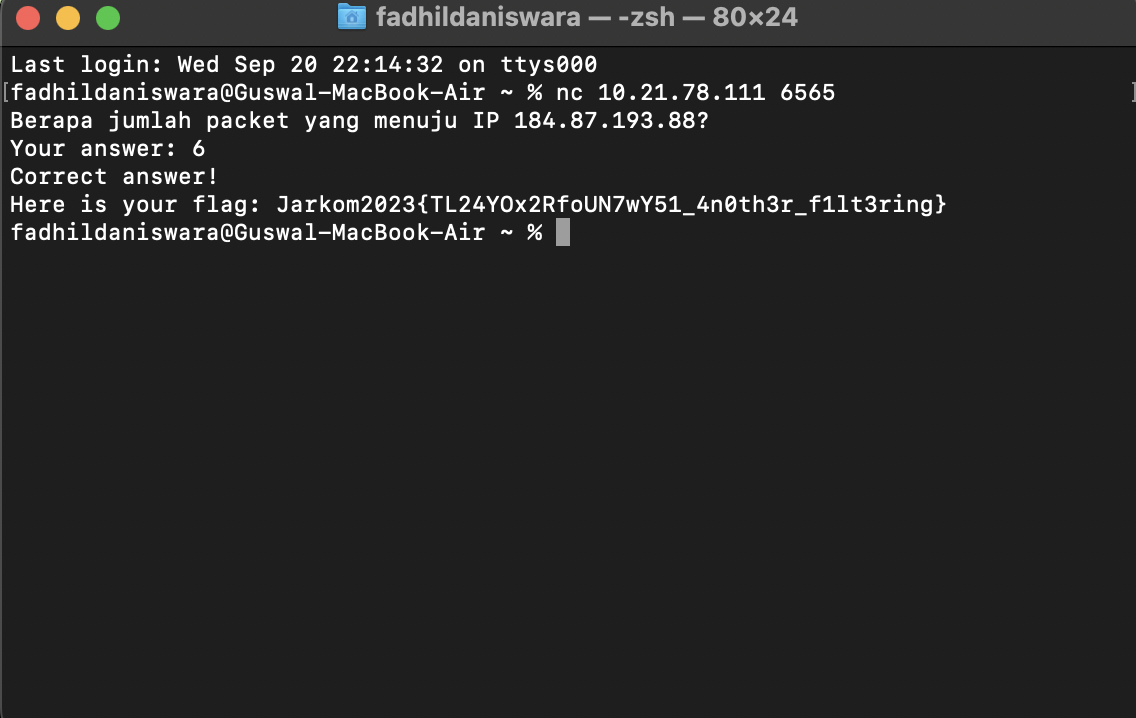 fadhildaniswara — -zsh — 80×24
Last login: Wed Sep 20 22:14:32 on ttys000
[fadhildaniswara@Guswal-MacBook-Air ~ % nc 10.21.78.111 6565 ]
Berapa jumlah packet yang menuju IP 184.87.193.88?
Your answer: 6
Correct answer!
Here is your flag: Jarkom2023{TL24YOx2RfoUN7wY51_4n0th3r_f1lt3ring}
fadhildaniswara@Guswal-MacBook-Air ~ %